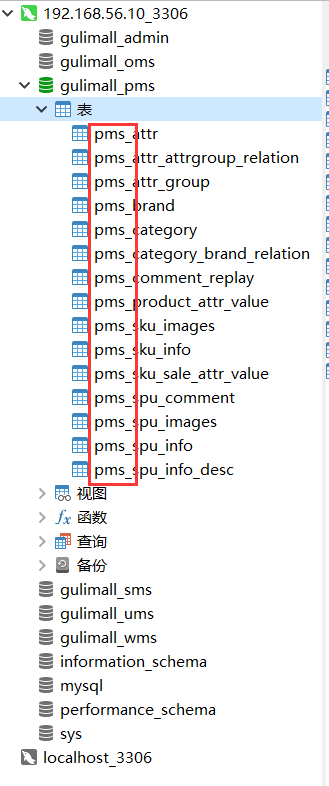 192.168.56.10_3306
gulimall_admin
gulimall_oms
gulimall_pms
表
pms_attr
pms_attr_attrgroup_relation
pms_attr_group
pms_brand
pms_category
pms_category_brand_relation
pms_comment_replay
pms_product_attr_value
pms_sku_images
pms_sku_info
pms_sku_sale_attr_value
pms_spu_comment
pms_spu_images
pms_spu_info
pms_spu_info_desc
视图
fx 函数
查询
备份
gulimall_sms
gulimall_ums
gulimall_wms
information_schema
mysql
performance_schema
sys
localhost_3306